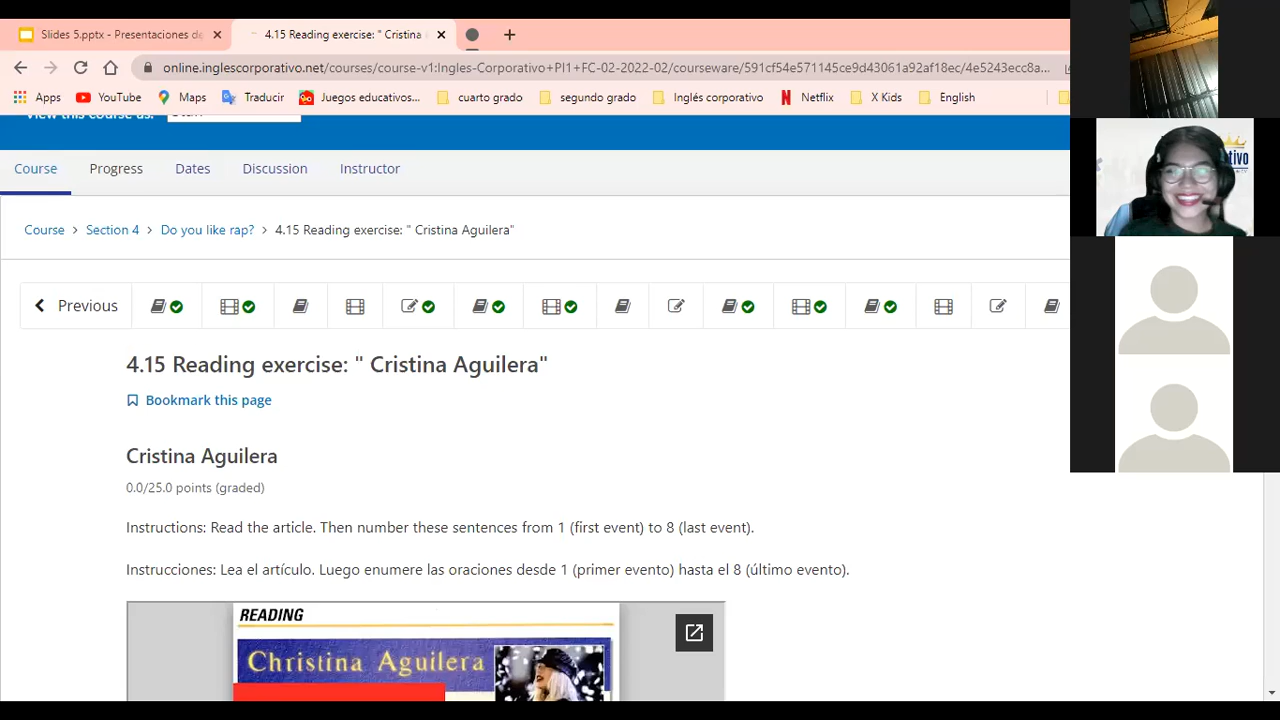 Slides 5.pptx - Presentaciones de
4.15 Reading exercise: " Cristina
online.inglescorporativo.net/courses/course-v1:Ingles-Corporativo+PI1+FC-02-2022-02/courseware/591cf54e571145ce9d43061a92af18ec/4e5243ecc8a...
Apps YouTube Maps Traducir Juegos educativos... cuarto grado segundo grado Inglés corporativo Netflix X Kids English
View this course as: Staff
Course Progress Dates Discussion Instructor
Course > Section 4 > Do you like rap? > 4.15 Reading exercise: " Cristina Aguilera"
Previous
4.15 Reading exercise: " Cristina Aguilera"
Bookmark this page
Cristina Aguilera
0.0/25.0 points (graded)
Instructions: Read the article. Then number these sentences from 1 (first event) to 8 (last event).
Instrucciones: Lea el artículo. Luego enumere las oraciones desde 1 (primer evento) hasta el 8 (último evento).
READING
Christina Aguilera